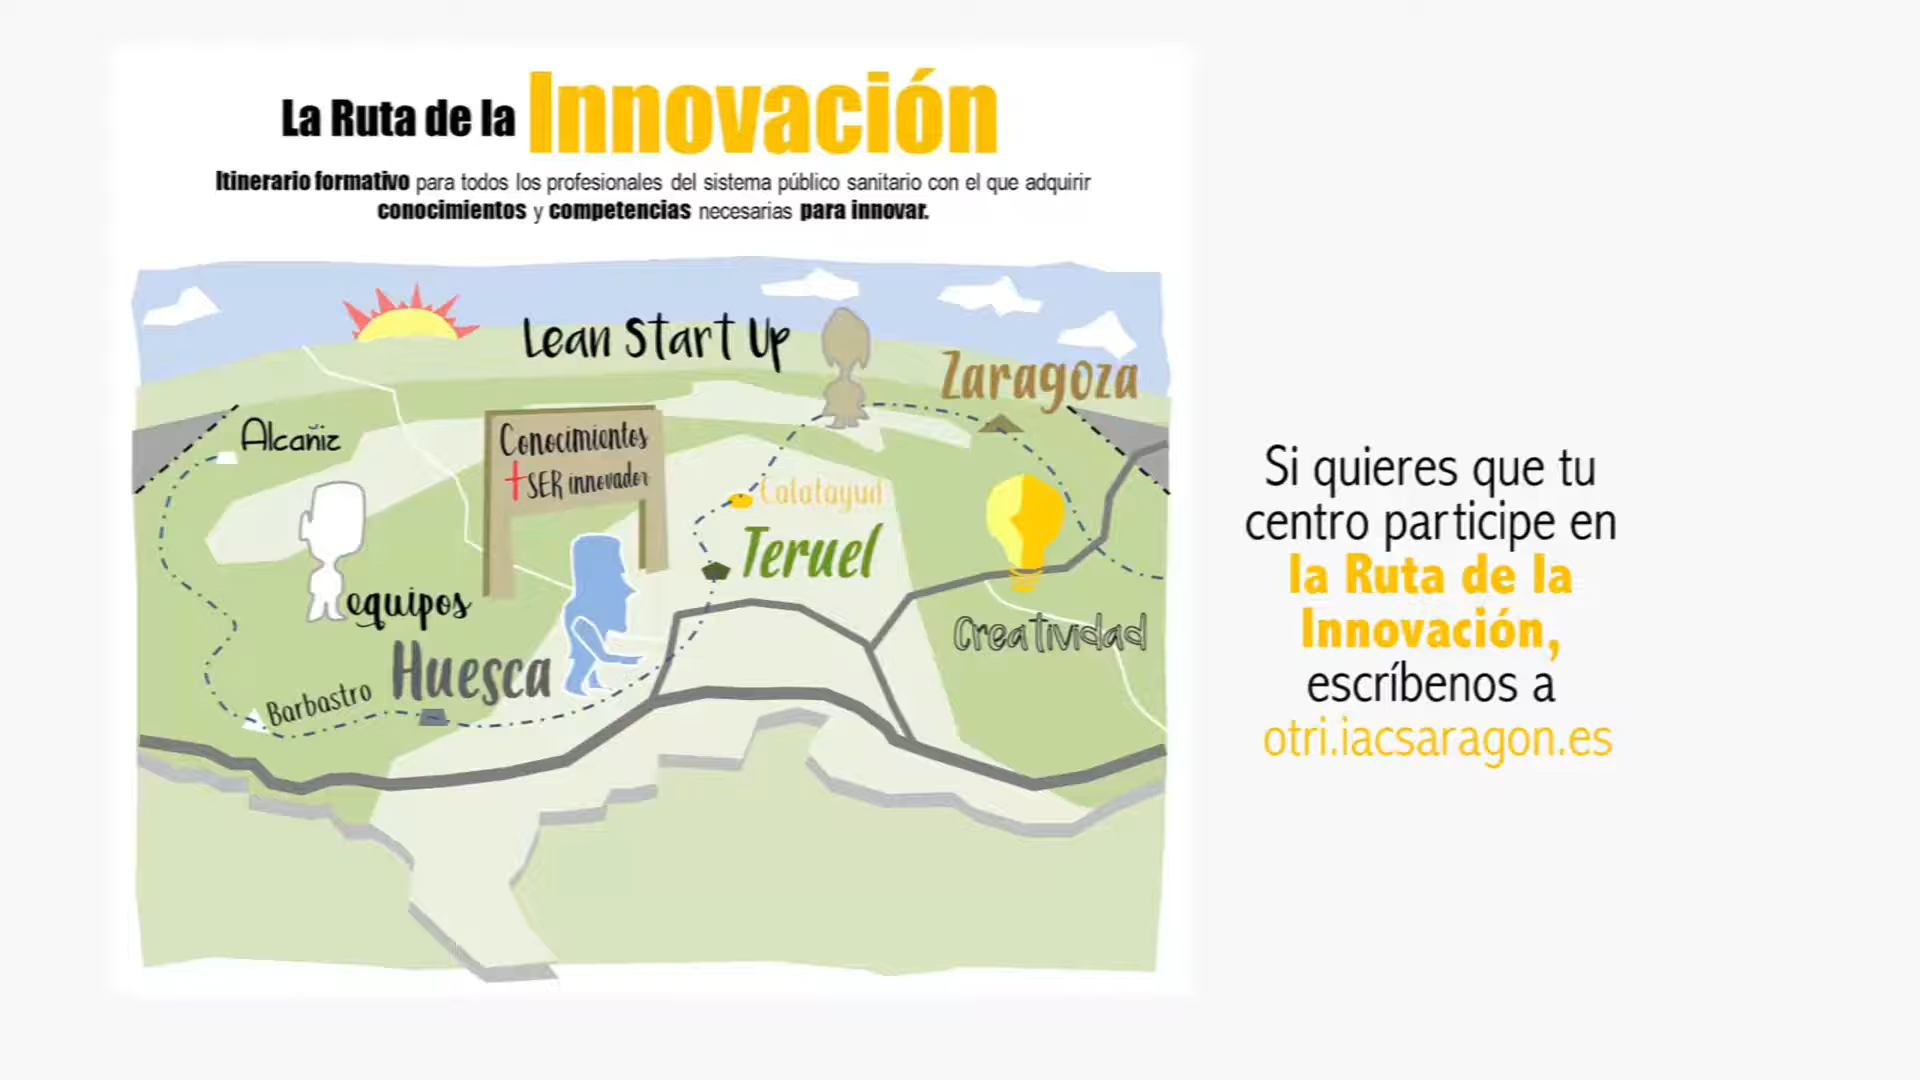 La Ruta de la Innovación
Itinerario formativo para todos los profesionales del sistema público sanitario con el que adquirir
conocimientos y competencias necesarias para innovar.
Lean Start Up
Zaragoza
Alcañiz
Conocimientos
+SER innovador
Calatayud
Teruel
equipos
Creatividad
Huesca
Barbastro
Si quieres que tu
centro participe en
la Ruta de la
Innovación,
escríbenos a
otri.iacsaragon.es